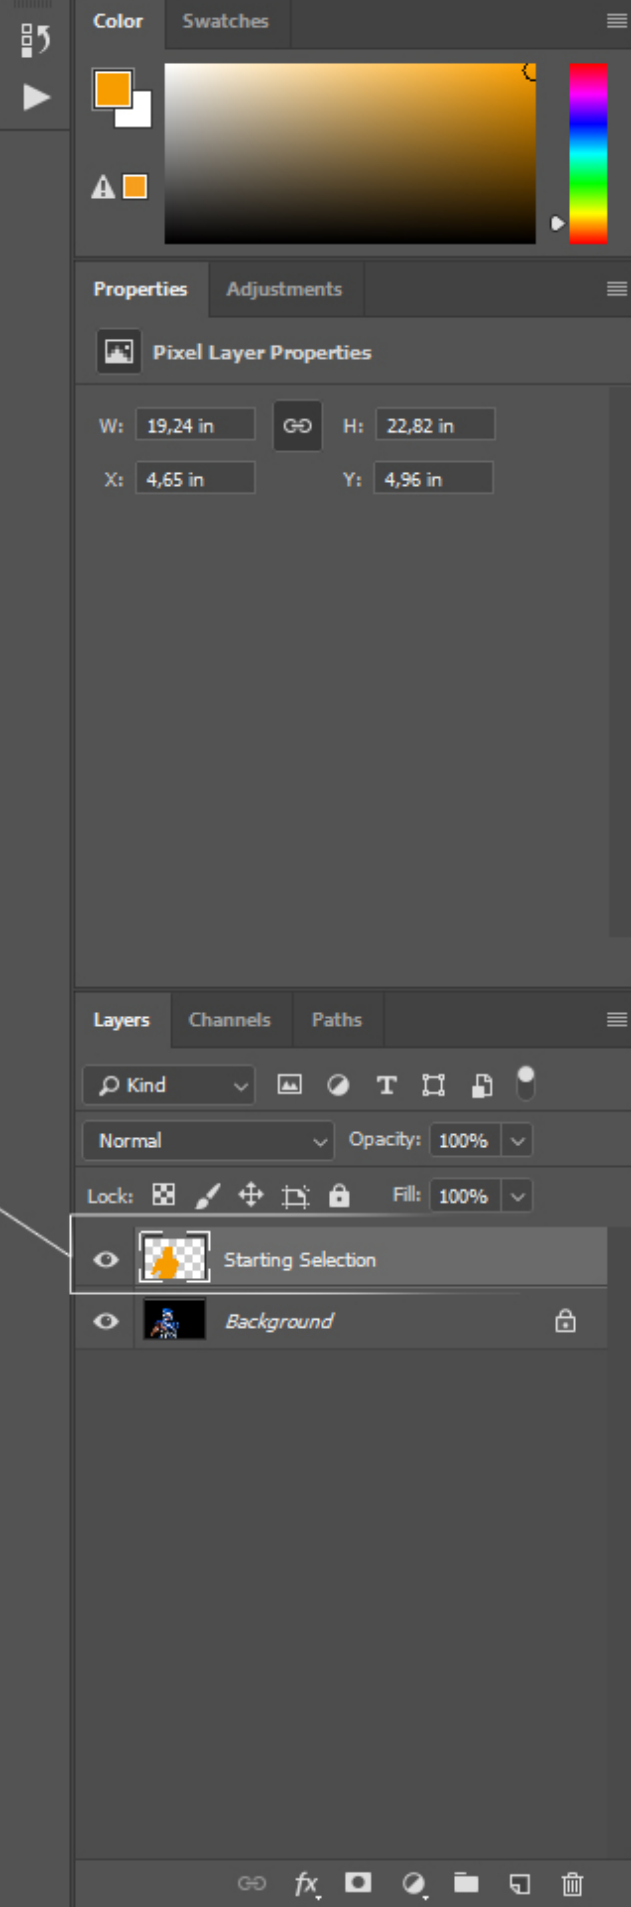 Color Swatches
Properties Adjustments
Pixel Layer Properties
W: 19,24 in H: 22,82 in
X: 4,65 in Y: 4,96 in
Layers Channels Paths
Kind
Normal Opacity: 100%
Lock: Fill: 100%
Starting Selection
Background
fx